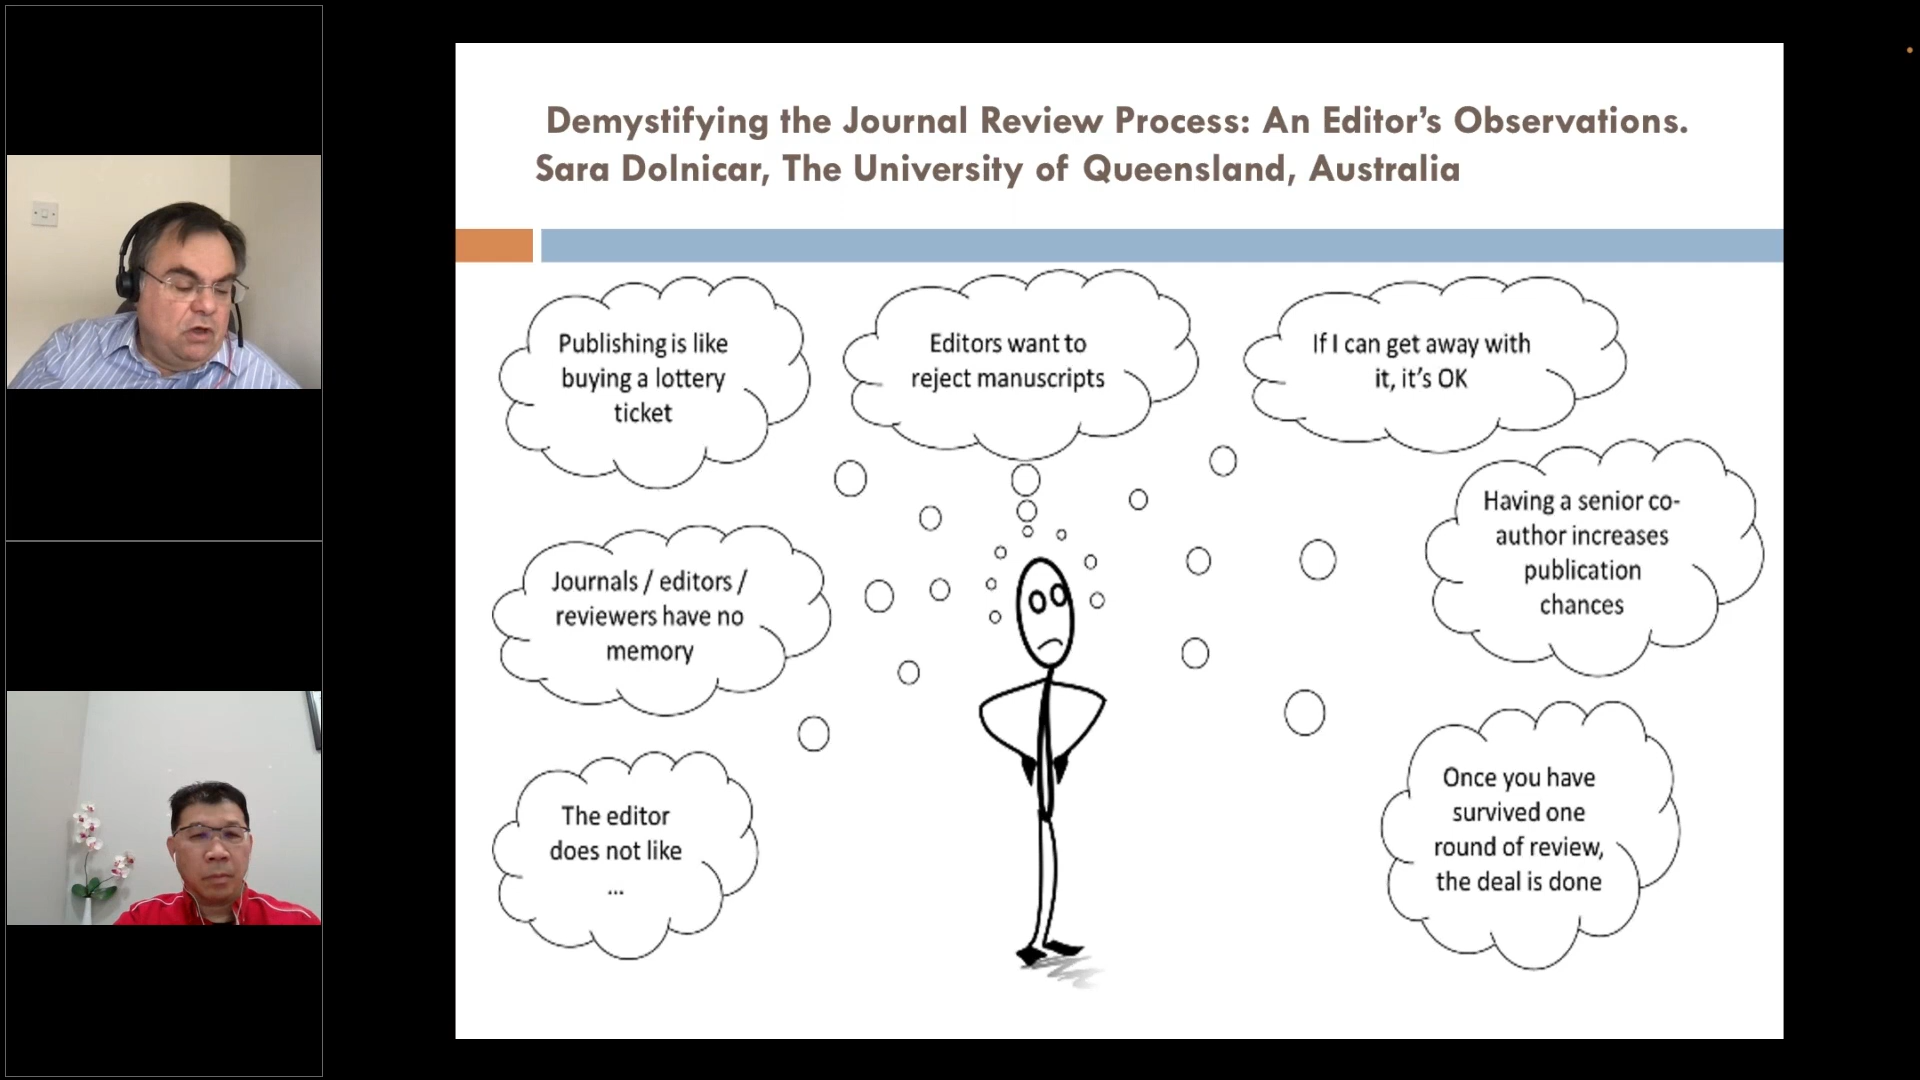 Demystifying the Journal Review Process: An Editor's Observations.
Sara Dolnicar, The University of Queensland, Australia
Publishing is like
buying a lottery
ticket
Editors want to
reject manuscripts
If I can get away with
it, it's OK
Having a senior co-
author increases
publication
chances
Journals / editors /
reviewers have no
memory
The editor
does not like
...
Once you have
survived one
round of review,
the deal is done